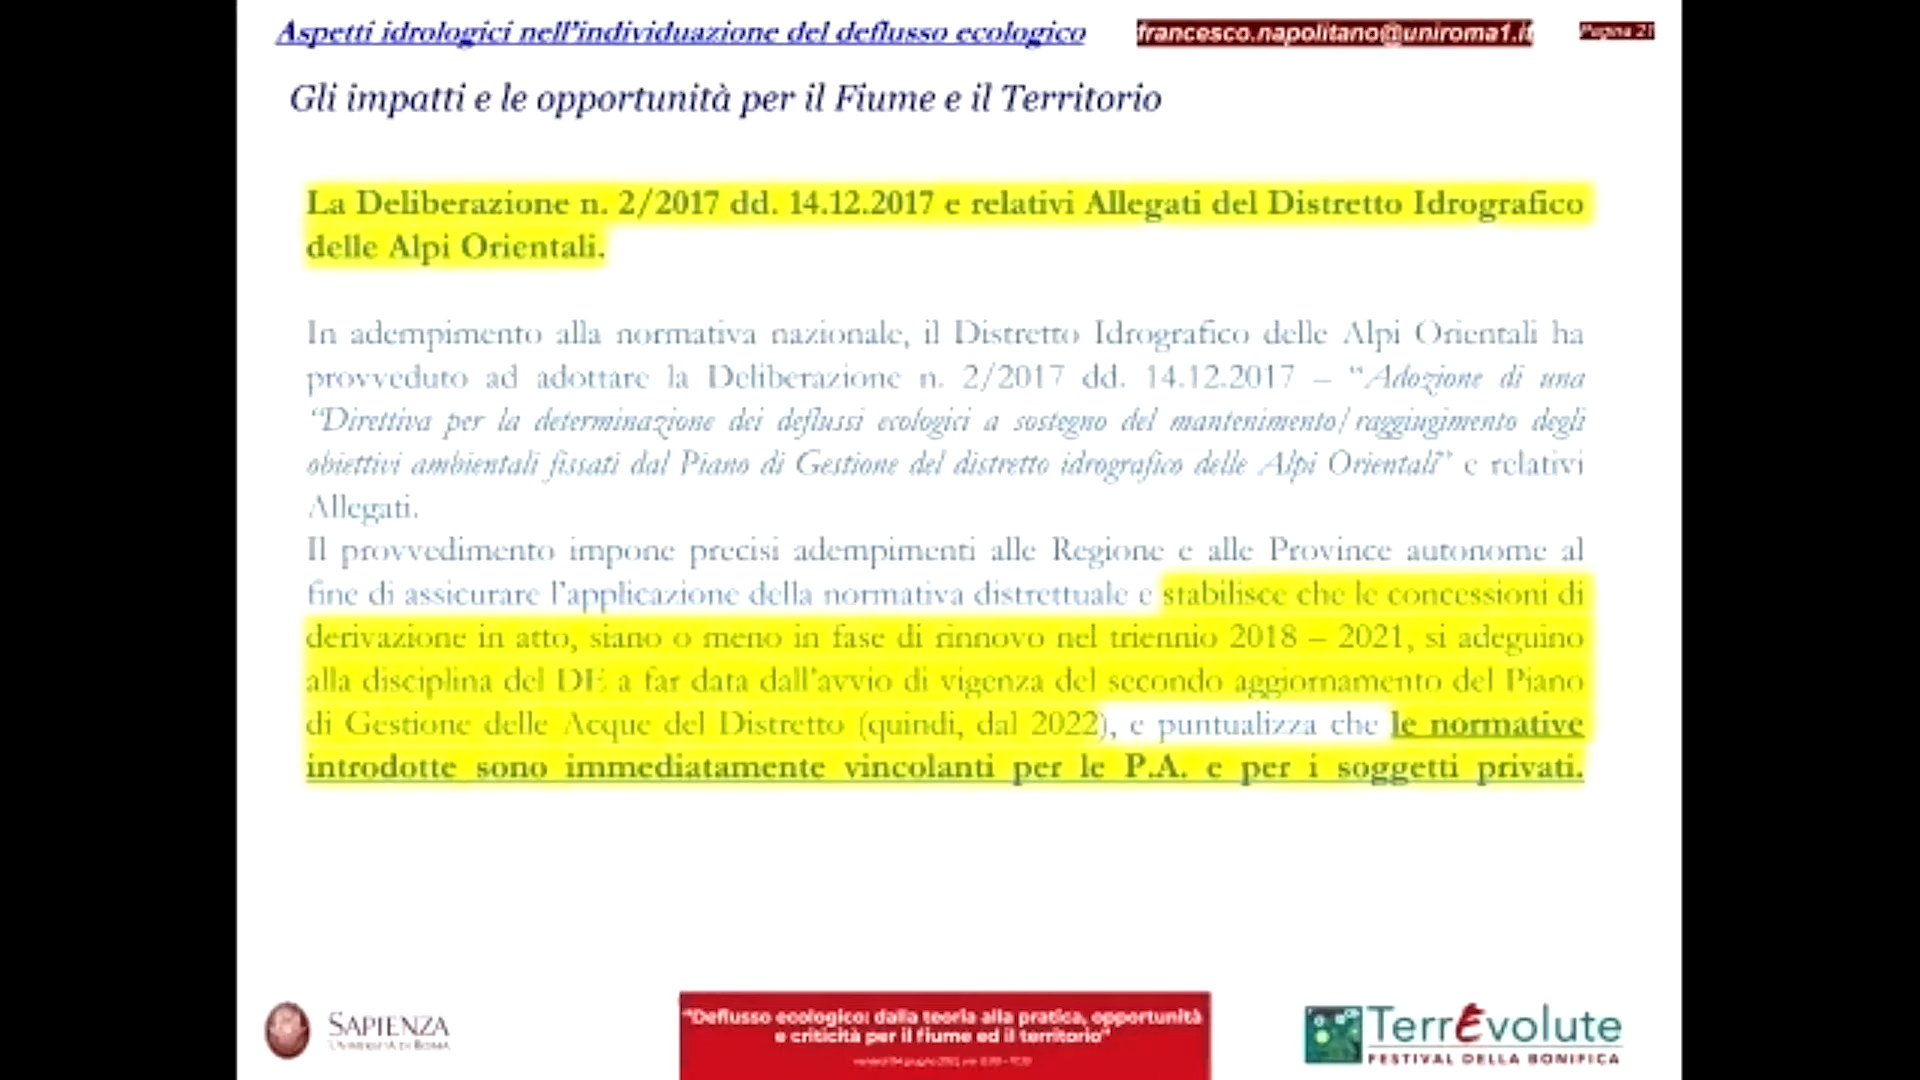 Aspetti idrologici nell'individuazione del deflusso ecologico
francesco.napolitano@uniroma1.it
Pagina 21
Gli impatti e le opportunità per il Fiume e il Territorio
La Deliberazione n. 2/2017 dd. 14.12.2017 e relativi Allegati del Distretto Idrografico
delle Alpi Orientali.
In adempimento alla normativa nazionale, il Distretto Idrografico delle Alpi Orientali ha
provveduto ad adottare la Deliberazione n. 2/2017 dd. 14.12.2017 – “Adozione di una
“Direttiva per la determinazione dei deflussi ecologici a sostegno del mantenimento/raggiugimento degli
obiettivi ambientali fissati dal Piano di Gestione del distretto idrografico delle Alpi Orientali” e relativi
Allegati.
Il provvedimento impone precisi adempimenti alle Regione e alle Province autonome al
fine di assicurare l’applicazione della normativa distrettuale e stabilisce che le concessioni di
derivazione in atto, siano o meno in fase di rinnovo nel triennio 2018 – 2021, si adeguino
alla disciplina del DE a far data dall’avvio di vigenza del secondo aggiornamento del Piano
di Gestione delle Acque del Distretto (quindi, dal 2022), e puntualizza che le normative
introdotte sono immediatamente vincolanti per le P.A. e per i soggetti privati.
SAPIENZA
UNIVERSITÀ DI ROMA
"Deflusso ecologico: dalla teoria alla pratica, opportunità
e criticità per il fiume ed il territorio"
TerrEvolute
FESTIVAL DELLA BONIFICA